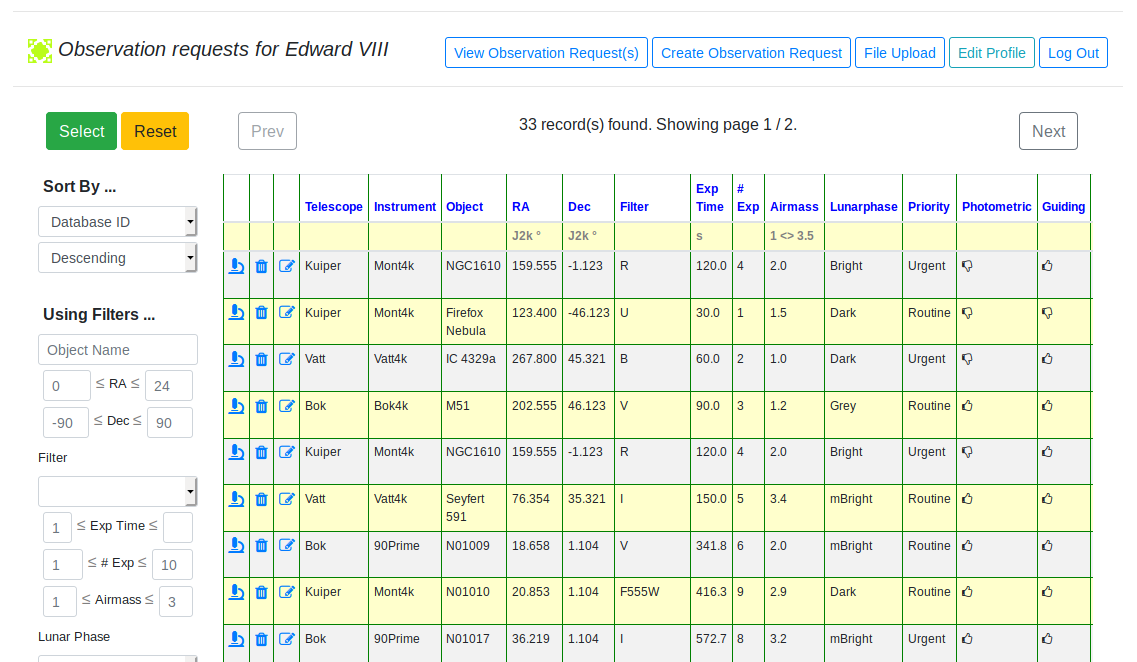 Observation requests for Edward VIII
View Observation Request(s) Create Observation Request File Upload Edit Profile Log Out
Select Reset Prev 33 record(s) found. Showing page 1 / 2. Next
Sort By ...
Database ID
Descending
Using Filters ...
Object Name
0 ≤ RA ≤ 24
-90 ≤ Dec ≤ 90
Filter
1 ≤ Exp Time ≤
1 ≤ # Exp ≤ 10
1 ≤ Airmass ≤ 3
Lunar Phase
Telescope Instrument Object RA Dec Filter Exp Time # Exp Airmass Lunarphase Priority Photometric Guiding
J2k ° J2k ° s 1 <> 3.5
Kuiper Mont4k NGC1610 159.555 -1.123 R 120.0 4 2.0 Bright Urgent
Kuiper Mont4k Firefox Nebula 123.400 -46.123 U 30.0 1 1.5 Dark Routine
Vatt Vatt4k IC 4329a 267.800 45.321 B 60.0 2 1.0 Dark Urgent
Bok Bok4k M51 202.555 46.123 V 90.0 3 1.2 Grey Routine
Kuiper Mont4k NGC1610 159.555 -1.123 R 120.0 4 2.0 Bright Urgent
Vatt Vatt4k Seyfert 591 76.354 35.321 I 150.0 5 3.4 mBright Routine
Bok 90Prime N01009 18.658 1.104 V 341.8 6 2.0 mBright Routine
Kuiper Mont4k N01010 20.853 1.104 F555W 416.3 9 2.9 Dark Routine
Bok 90Prime N01017 36.219 1.104 I 572.7 8 3.2 mBright Urgent